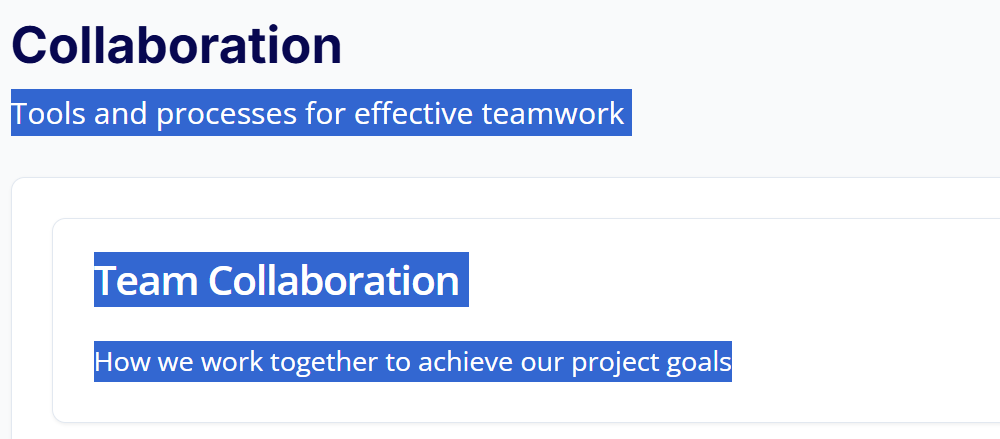 Collaboration
Tools and processes for effective teamwork
Team Collaboration
How we work together to achieve our project goals